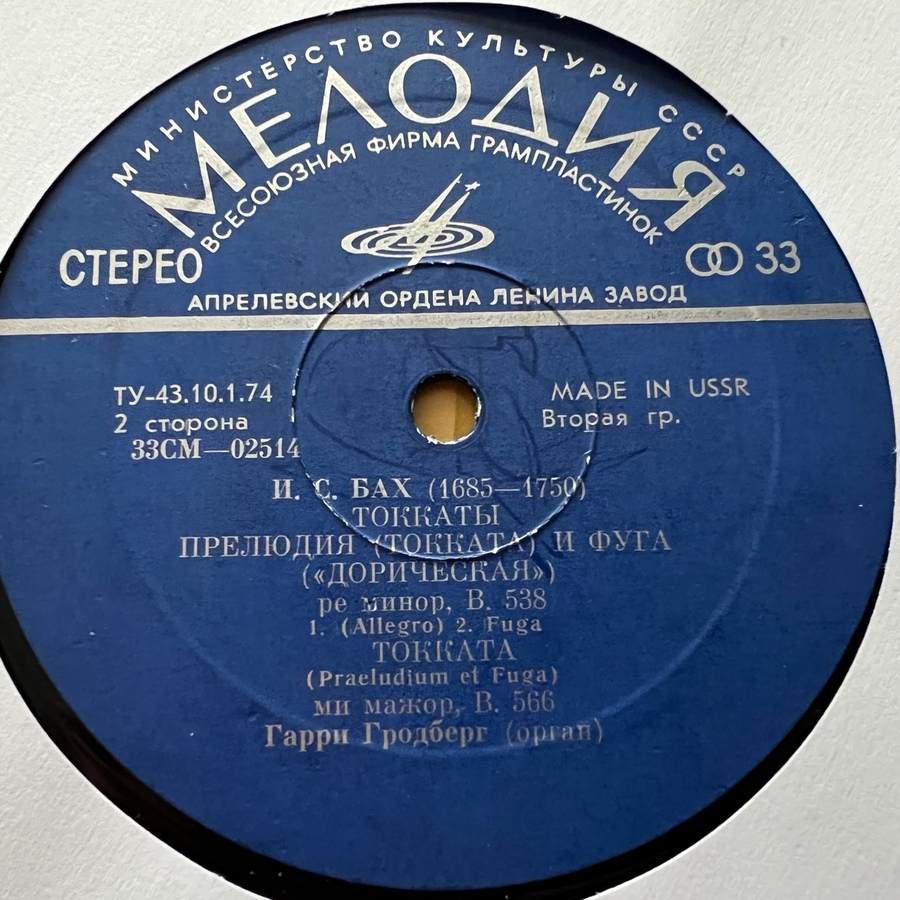 МИНИСТЕРСТВО КУЛЬТУРЫ СССР
МЕЛОДИЯ
ВСЕСОЮЗНАЯ ФИРМА ГРАМПЛАСТИНОК
СТЕРЕО
33
АПРЕЛЕВСКИЙ ОРДЕНА ЛЕНИНА ЗАВОД
ТУ-43.10.1.74
MADE IN USSR
2 сторона
Вторая гр.
33СМ—02514
И. С. БАХ (1685—1750)
ТОККАТЫ
ПРЕЛЮДИЯ (ТОККАТА) И ФУГА
(«ДОРИЧЕСКАЯ»)
ре минор, В. 538
1. (Allegro) 2. Fuga
ТОККАТА
(Praeludium et Fuga)
ми мажор, В. 566
Гарри Гродберг (орган)